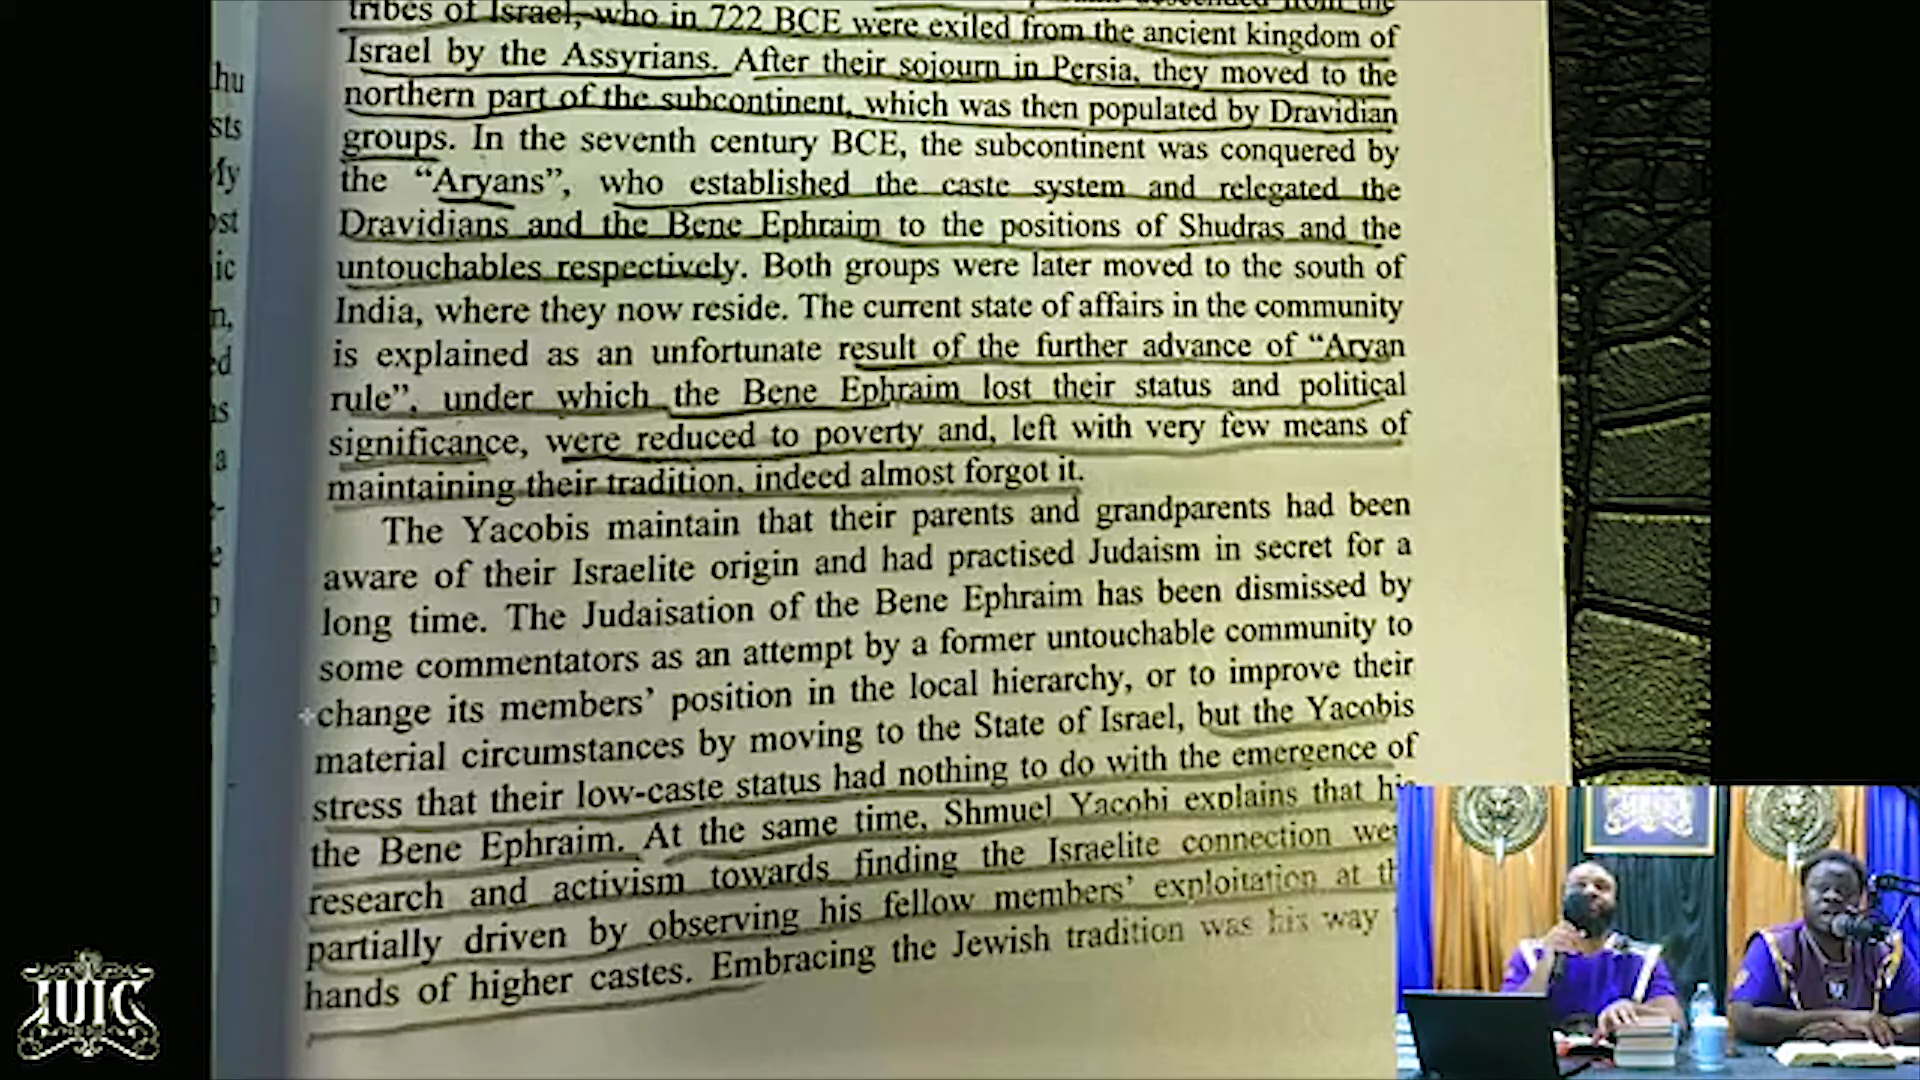 tribes of Israel, who in 722 BCE were exiled from the ancient kingdom of
Israel by the Assyrians. After their sojourn in Persia, they moved to the
northern part of the subcontinent, which was then populated by Dravidian
groups. In the seventh century BCE, the subcontinent was conquered by
the “Aryans”, who established the caste system and relegated the
Dravidians and the Bene Ephraim to the positions of Shudras and the
untouchables respectively. Both groups were later moved to the south of
India, where they now reside. The current state of affairs in the community
is explained as an unfortunate result of the further advance of “Aryan
rule”, under which the Bene Ephraim lost their status and political
significance, were reduced to poverty and, left with very few means of
maintaining their tradition, indeed almost forgot it.
The Yacobis maintain that their parents and grandparents had been
aware of their Israelite origin and had practised Judaism in secret for a
long time. The Judaisation of the Bene Ephraim has been dismissed by
some commentators as an attempt by a former untouchable community to
change its members’ position in the local hierarchy, or to improve their
material circumstances by moving to the State of Israel, but the Yacobis
stress that their low-caste status had nothing to do with the emergence of
the Bene Ephraim. At the same time, Shmuel Yacobi explains that his
research and activism towards finding the Israelite connection
partially driven by observing his fellow members’ exploitation at
hands of higher castes. Embracing the Jewish tradition was his way
IUIC